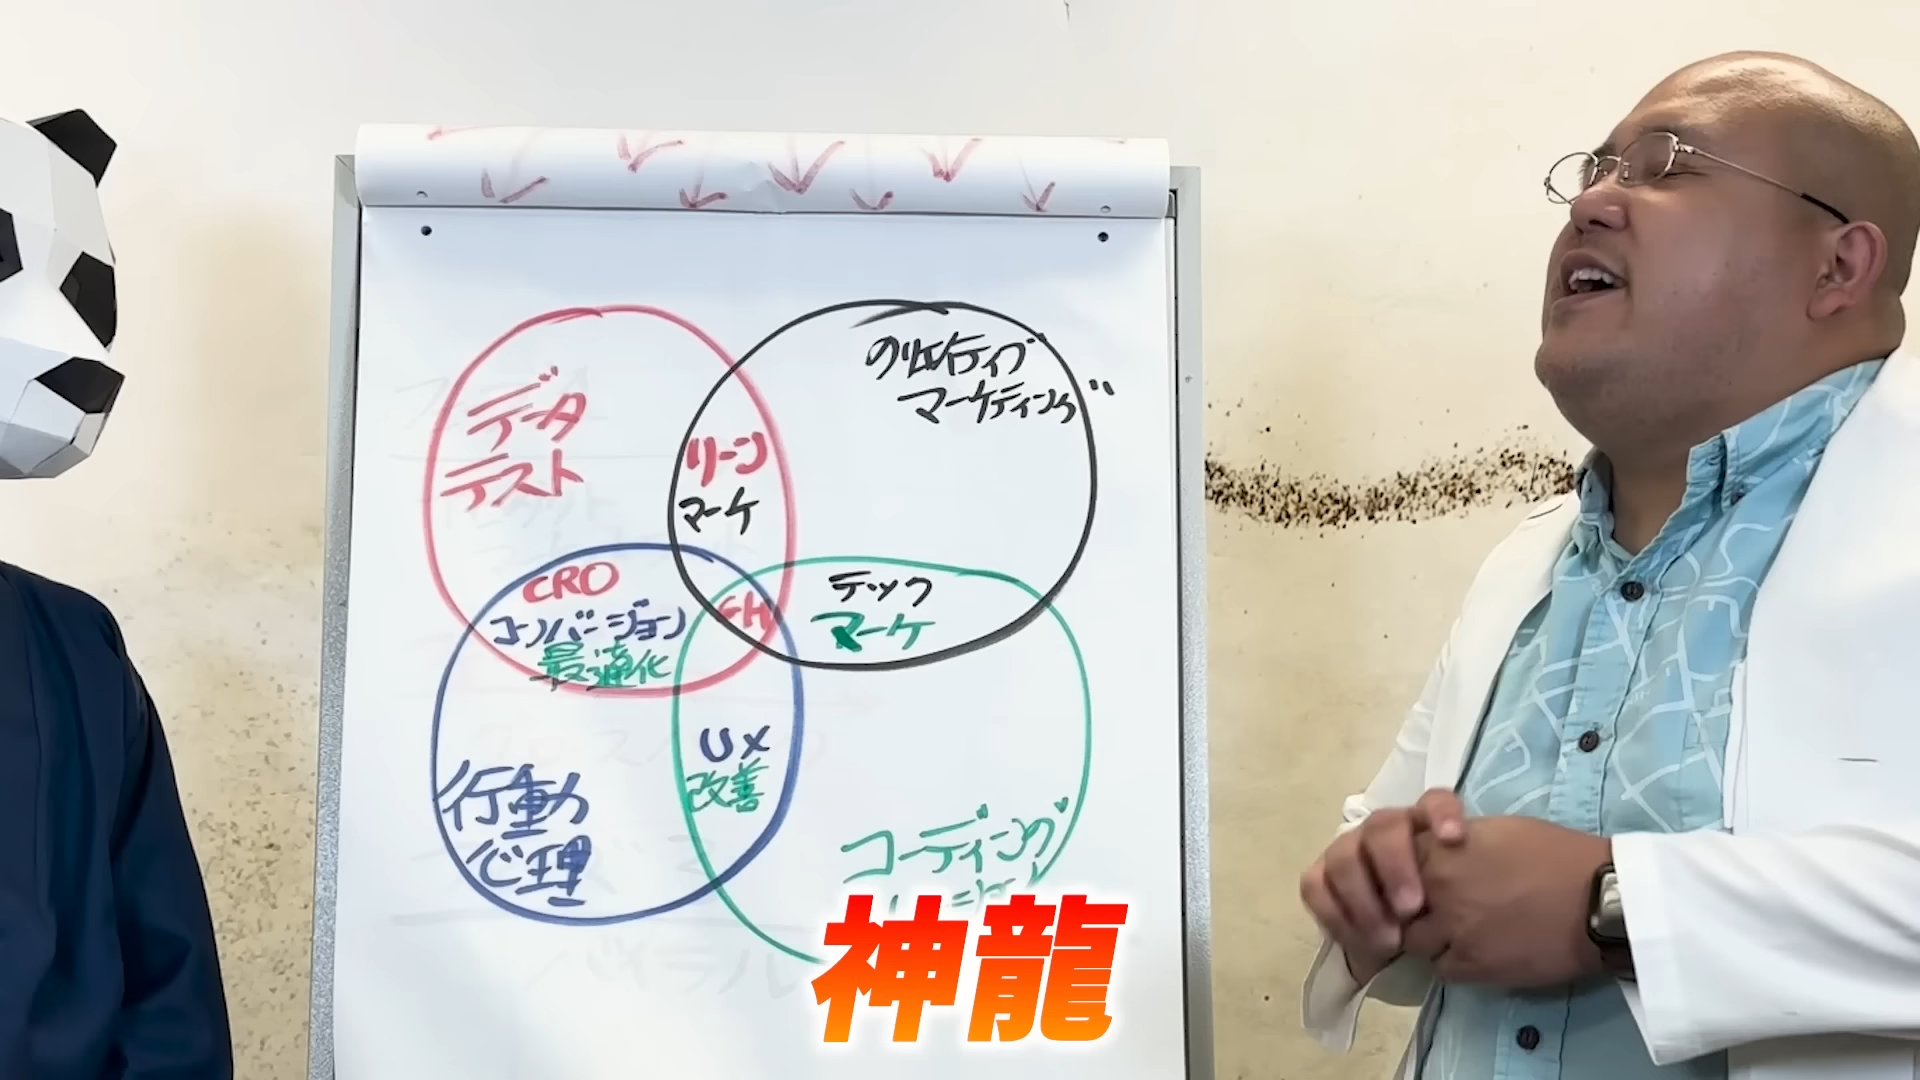 データ
テスト
クリエイティブ
マーケティング
リーン
マーケ
CRO
コンバージョン
最適化
GH
テック
マーケ
行動
心理
UX
改善
コーディング
神龍